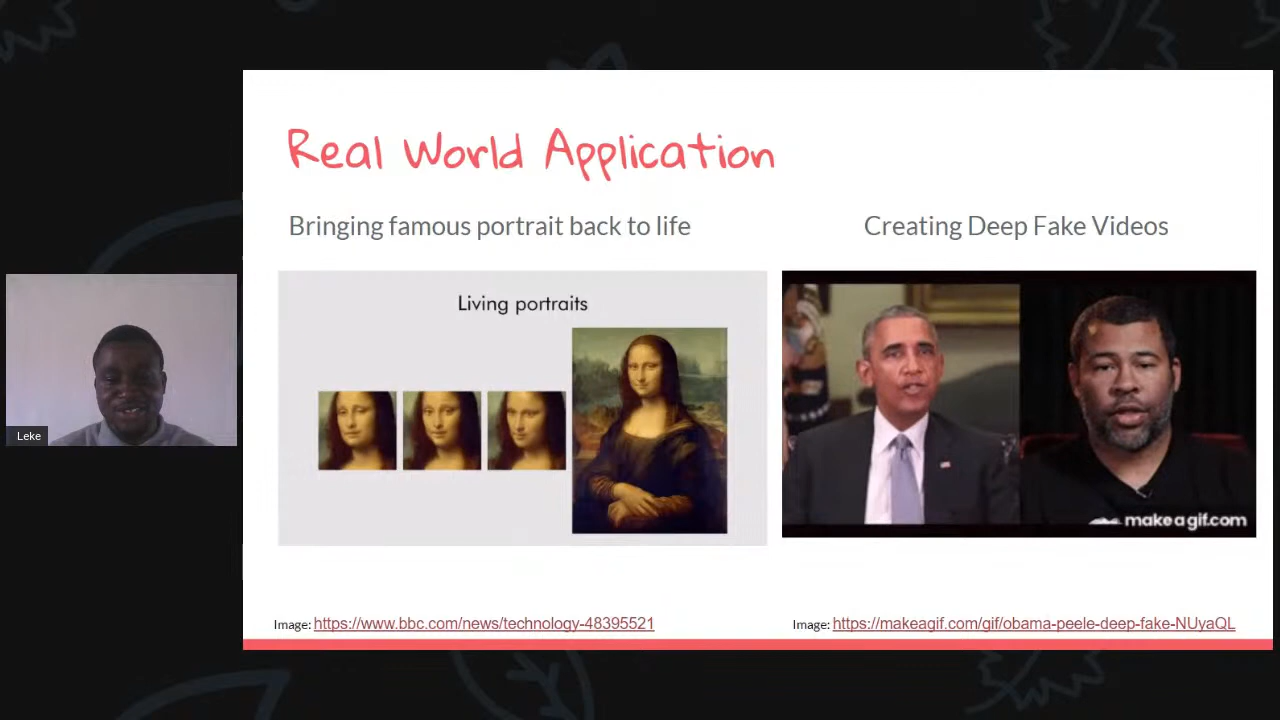 Real World Application
Bringing famous portrait back to life
Creating Deep Fake Videos
Living portraits
makeagif.com
Leke
Image: https://www.bbc.com/news/technology-48395521
Image: https://makeagif.com/gif/obama-peele-deep-fake-NUyaQL